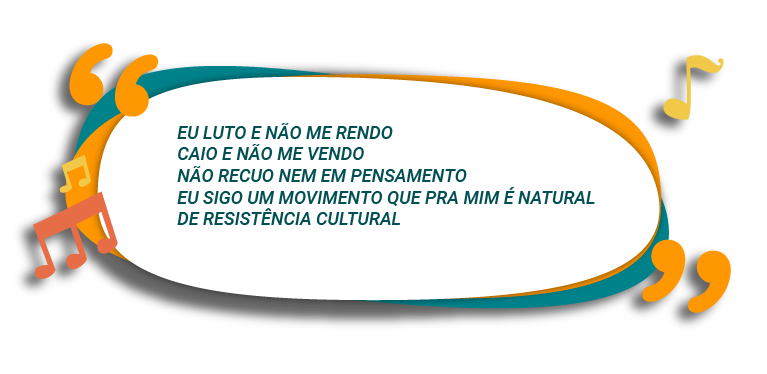 EU LUTO E NÃO ME RENDO
CAIO E NÃO ME VENDO
NÃO RECUO NEM EM PENSAMENTO
EU SIGO UM MOVIMENTO QUE PRA MIM É NATURAL
DE RESISTÊNCIA CULTURAL